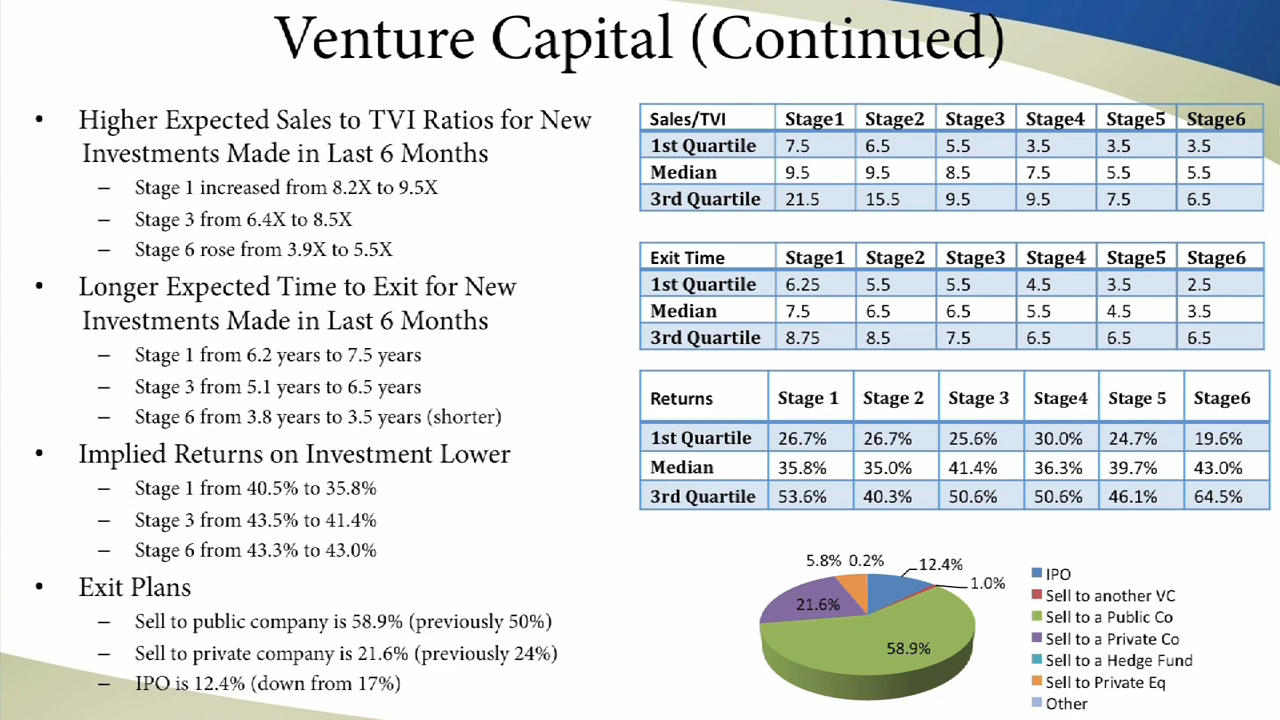 Venture Capital (Continued)
• Higher Expected Sales to TVI Ratios for New
Investments Made in Last 6 Months
– Stage 1 increased from 8.2X to 9.5X
– Stage 3 from 6.4X to 8.5X
– Stage 6 rose from 3.9X to 5.5X
• Longer Expected Time to Exit for New
Investments Made in Last 6 Months
– Stage 1 from 6.2 years to 7.5 years
– Stage 3 from 5.1 years to 6.5 years
– Stage 6 from 3.8 years to 3.5 years (shorter)
• Implied Returns on Investment Lower
– Stage 1 from 40.5% to 35.8%
– Stage 3 from 43.5% to 41.4%
– Stage 6 from 43.3% to 43.0%
• Exit Plans
– Sell to public company is 58.9% (previously 50%)
– Sell to private company is 21.6% (previously 24%)
– IPO is 12.4% (down from 17%)
Sales/TVI Stage1 Stage2 Stage3 Stage4 Stage5 Stage6
1st Quartile 7.5 6.5 5.5 3.5 3.5 3.5
Median 9.5 9.5 8.5 7.5 5.5 5.5
3rd Quartile 21.5 15.5 9.5 9.5 7.5 6.5
Exit Time Stage1 Stage2 Stage3 Stage4 Stage5 Stage6
1st Quartile 6.25 5.5 5.5 4.5 3.5 2.5
Median 7.5 6.5 6.5 5.5 4.5 3.5
3rd Quartile 8.75 8.5 7.5 6.5 6.5 6.5
Returns Stage 1 Stage 2 Stage 3 Stage4 Stage 5 Stage6
1st Quartile 26.7% 26.7% 25.6% 30.0% 24.7% 19.6%
Median 35.8% 35.0% 41.4% 36.3% 39.7% 43.0%
3rd Quartile 53.6% 40.3% 50.6% 50.6% 46.1% 64.5%
5.8% 0.2% 12.4%
1.0%
21.6%
58.9%
IPO
Sell to another VC
Sell to a Public Co
Sell to a Private Co
Sell to a Hedge Fund
Sell to Private Eq
Other